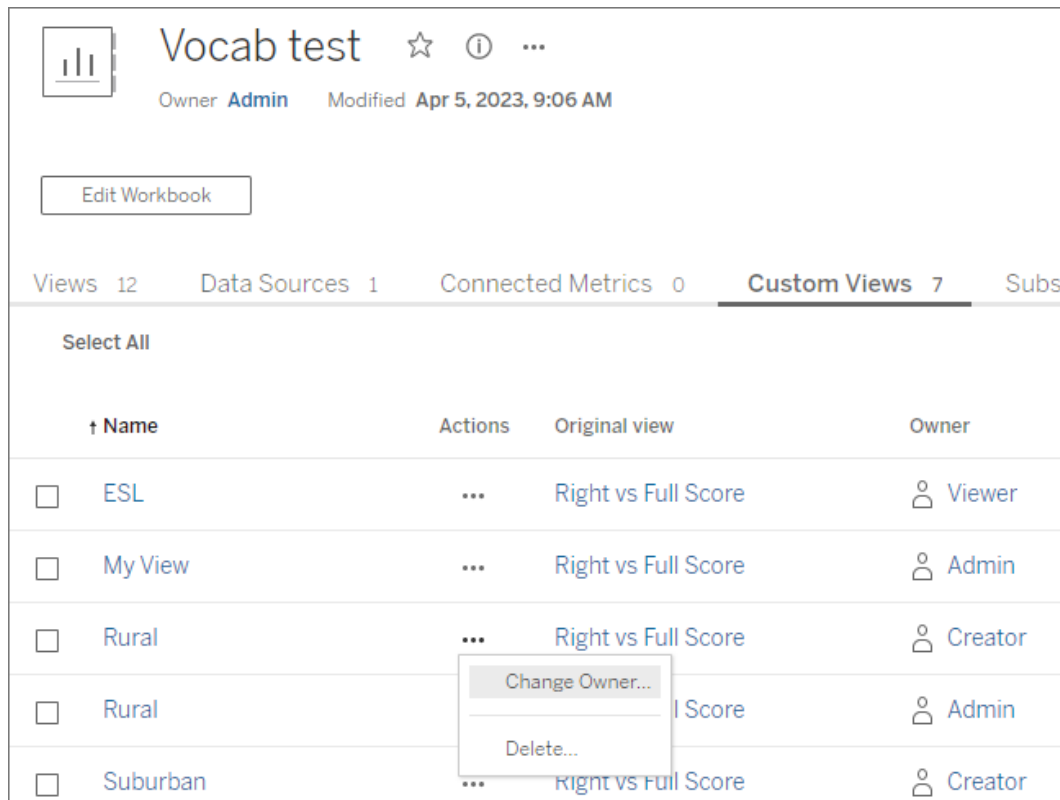 Vocab test
Owner Admin Modified Apr 5, 2023, 9:06 AM
Edit Workbook
Views 12 Data Sources 1 Connected Metrics 0 Custom Views 7 Subs
Select All
↑ Name Actions Original view Owner
ESL ... Right vs Full Score Viewer
My View ... Right vs Full Score Admin
Rural ... Right vs Full Score Creator
Change Owner...
Rural l Score Admin
Delete...
Suburban ... Right vs Full Score Creator